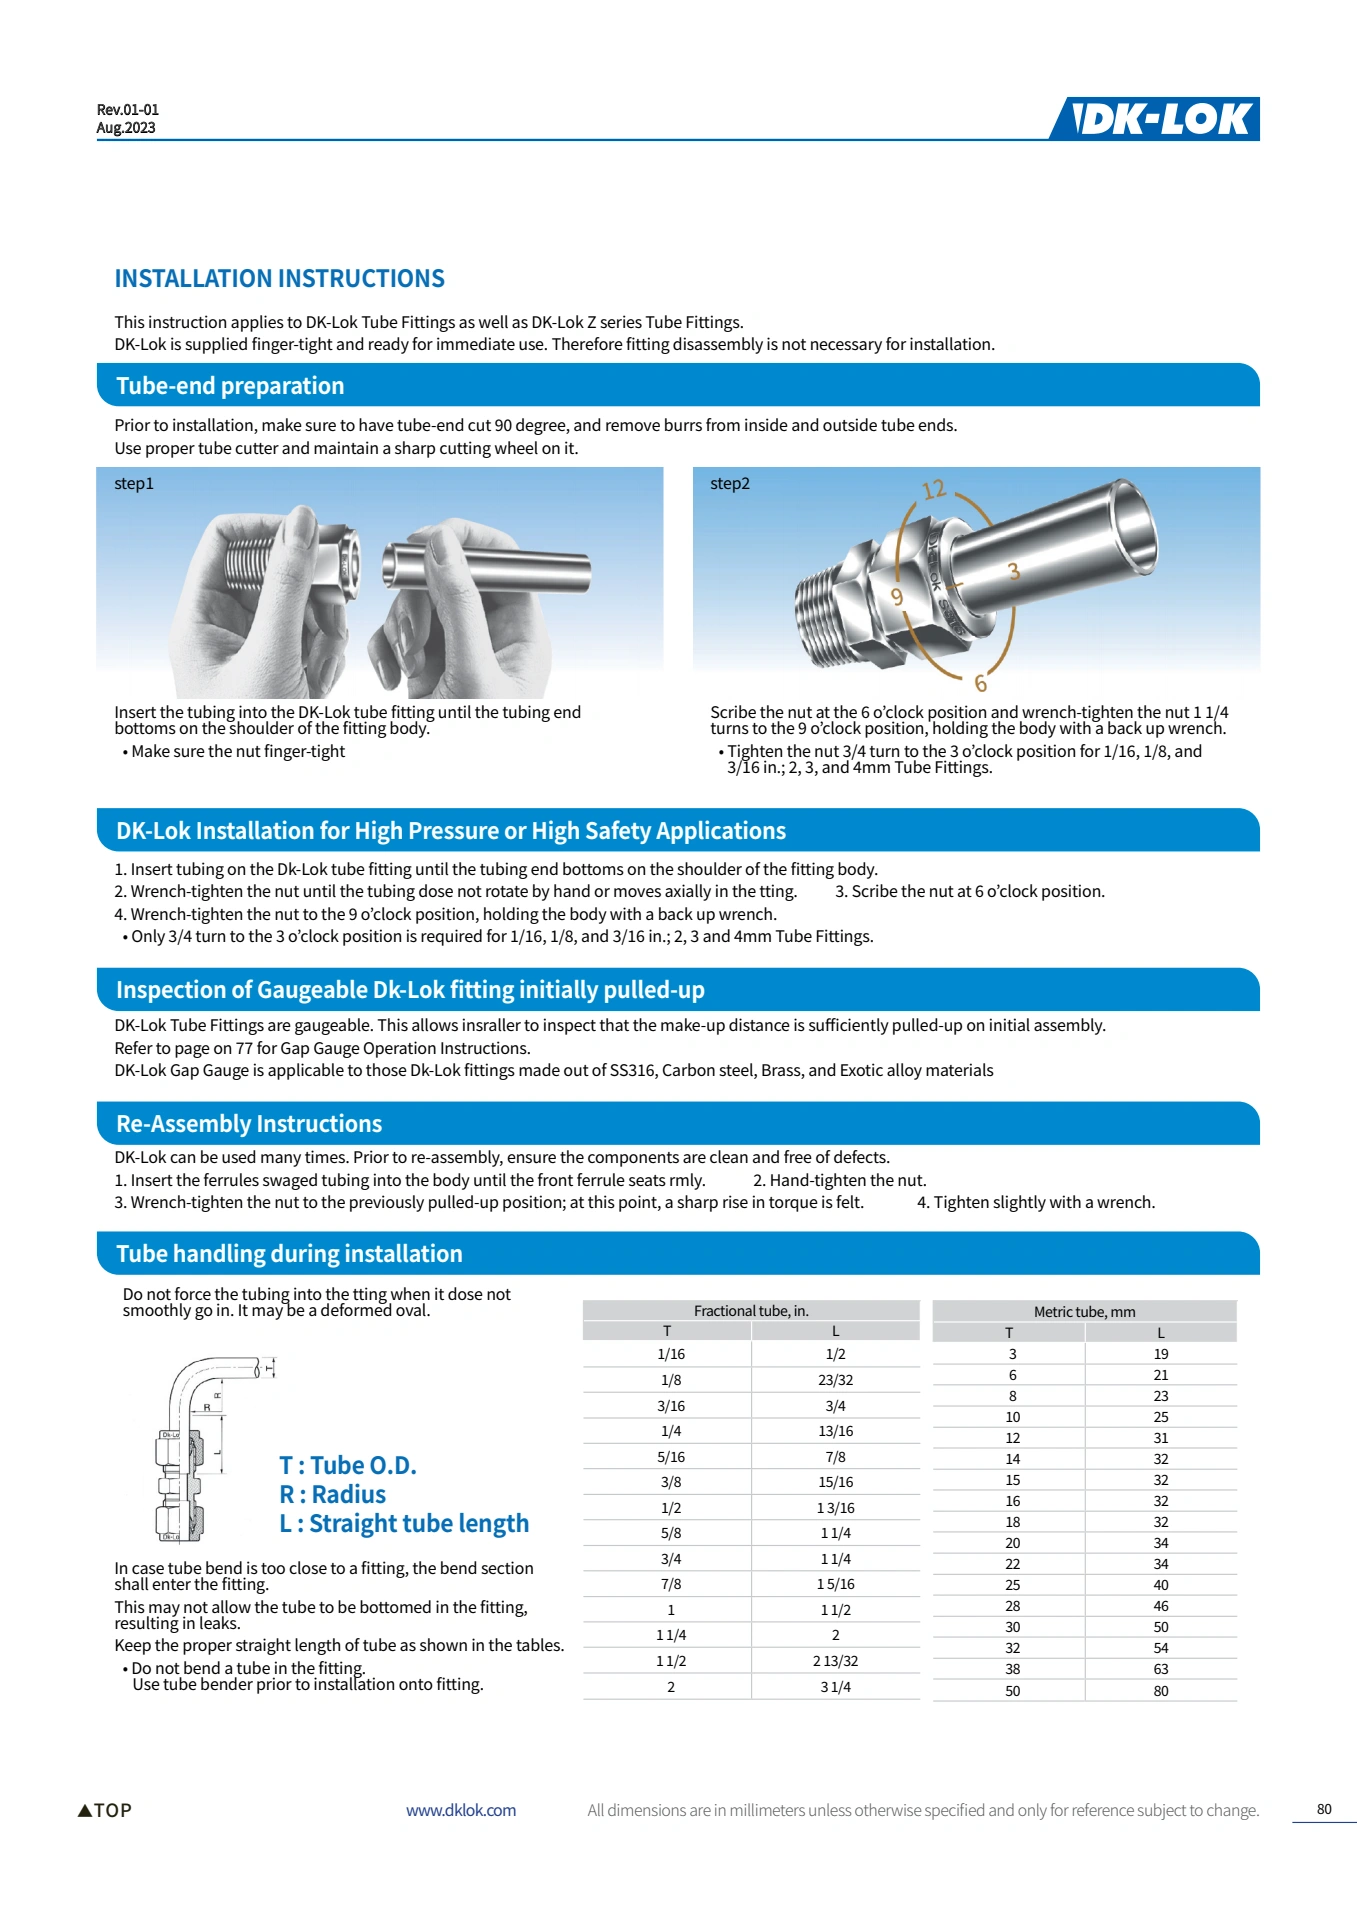 Rev.01-01
Aug.2023
DK-LOK
INSTALLATION INSTRUCTIONS
This instruction applies to DK-Lok Tube Fittings as well as DK-Lok Z series Tube Fittings.
DK-Lok is supplied finger-tight and ready for immediate use. Therefore fitting disassembly is not necessary for installation.
Tube-end preparation
Prior to installation, make sure to have tube-end cut 90 degree, and remove burrs from inside and outside tube ends.
Use proper tube cutter and maintain a sharp cutting wheel on it.
step1
Insert the tubing into the DK-Lok tube fitting until the tubing end
bottoms on the shoulder of the fitting body.
• Make sure the nut finger-tight
step2
12
3
9
6
Scribe the nut at the 6 o’clock position and wrench-tighten the nut 1 1/4
turns to the 9 o’clock position, holding the body with a back up wrench.
• Tighten the nut 3/4 turn to the 3 o’clock position for 1/16, 1/8, and
3/16 in.; 2, 3, and 4mm Tube Fittings.
DK-Lok Installation for High Pressure or High Safety Applications
1. Insert tubing on the Dk-Lok tube fitting until the tubing end bottoms on the shoulder of the fitting body.
2. Wrench-tighten the nut until the tubing dose not rotate by hand or moves axially in the tting. 3. Scribe the nut at 6 o’clock position.
4. Wrench-tighten the nut to the 9 o’clock position, holding the body with a back up wrench.
• Only 3/4 turn to the 3 o’clock position is required for 1/16, 1/8, and 3/16 in.; 2, 3 and 4mm Tube Fittings.
Inspection of Gaugeable Dk-Lok fitting initially pulled-up
DK-Lok Tube Fittings are gaugeable. This allows insraller to inspect that the make-up distance is sufficiently pulled-up on initial assembly.
Refer to page on 77 for Gap Gauge Operation Instructions.
DK-Lok Gap Gauge is applicable to those Dk-Lok fittings made out of SS316, Carbon steel, Brass, and Exotic alloy materials
Re-Assembly Instructions
DK-Lok can be used many times. Prior to re-assembly, ensure the components are clean and free of defects.
1. Insert the ferrules swaged tubing into the body until the front ferrule seats rmly. 2. Hand-tighten the nut.
3. Wrench-tighten the nut to the previously pulled-up position; at this point, a sharp rise in torque is felt. 4. Tighten slightly with a wrench.
Tube handling during installation
Do not force the tubing into the tting when it dose not
smoothly go in. It may be a deformed oval.
T
R
R
L
Dk-Lo
Dk-Lo
T : Tube O.D.
R : Radius
L : Straight tube length
In case tube bend is too close to a fitting, the bend section
shall enter the fitting.
This may not allow the tube to be bottomed in the fitting,
resulting in leaks.
Keep the proper straight length of tube as shown in the tables.
• Do not bend a tube in the fitting.
Use tube bender prior to installation onto fitting.
Fractional tube, in.
T L
1/16 1/2
1/8 23/32
3/16 3/4
1/4 13/16
5/16 7/8
3/8 15/16
1/2 1 3/16
5/8 1 1/4
3/4 1 1/4
7/8 1 5/16
1 1 1/2
1 1/4 2
1 1/2 2 13/32
2 3 1/4
Metric tube, mm
T L
3 19
6 21
8 23
10 25
12 31
14 32
15 32
16 32
18 32
20 34
22 34
25 40
28 46
30 50
32 54
38 63
50 80
▲TOP
www.dklok.com
All dimensions are in millimeters unless otherwise specified and only for reference subject to change.
80